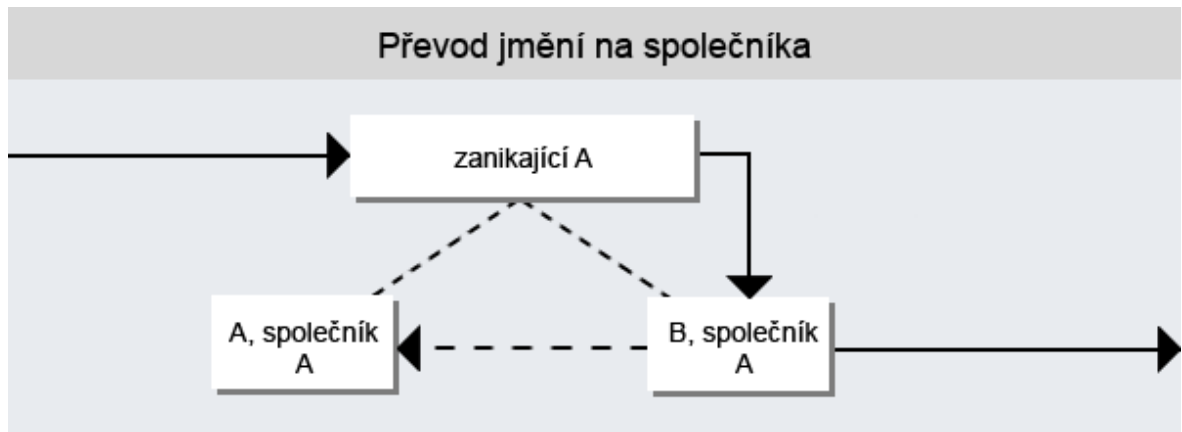 Převod jmění na společníka
zanikající A
A, společník
A
B, společník
A